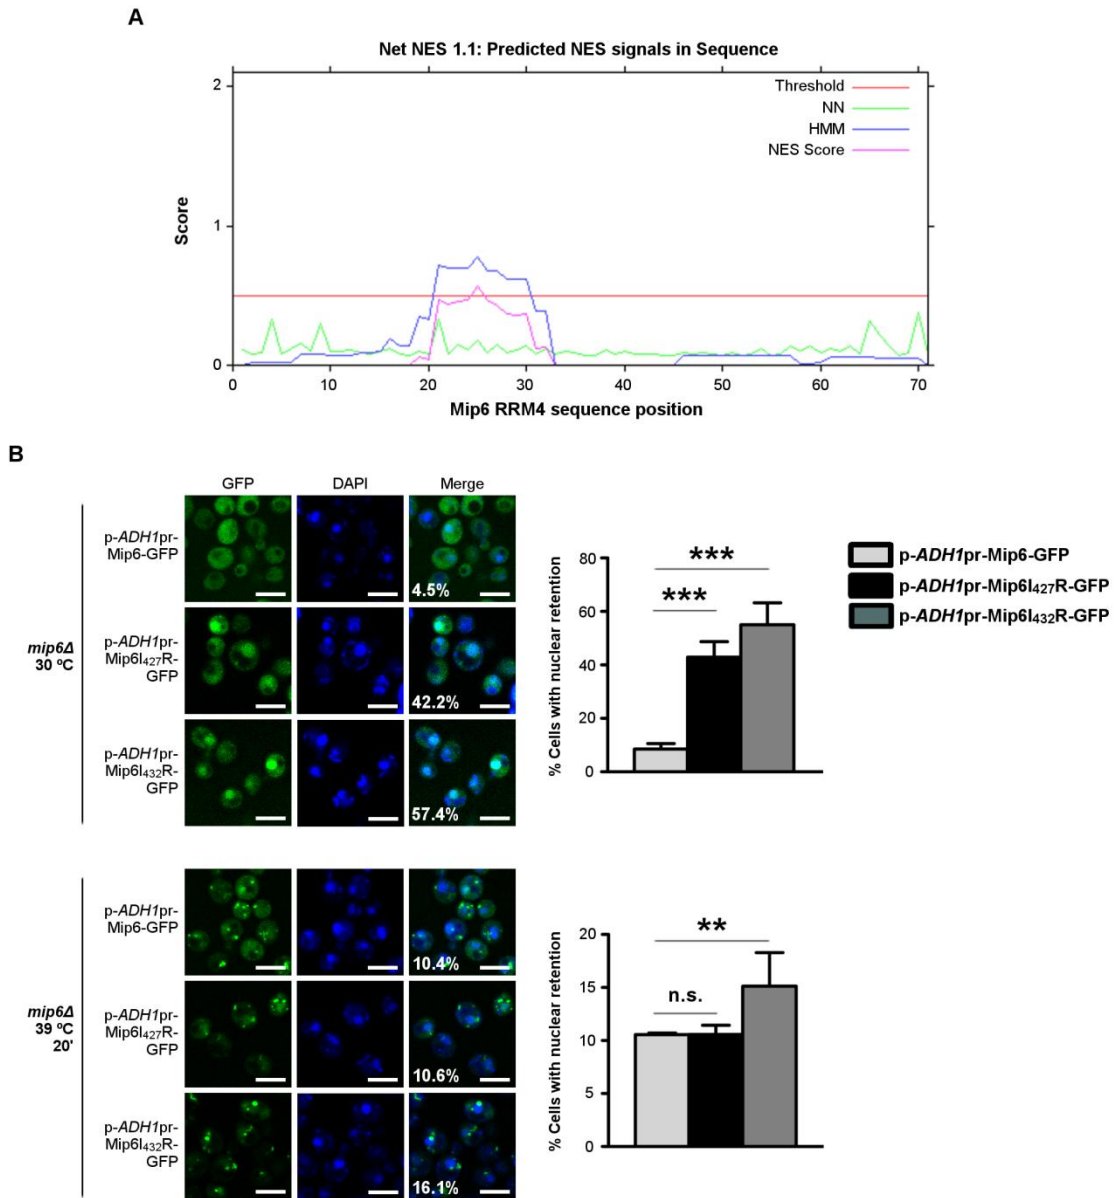 A
Net NES 1.1: Predicted NES signals in Sequence
2
1
0
Score
Threshold
NN
HMM
NES Score
0 10 20 30 40 50 60 70
Mip6 RRM4 sequence position
B
GFP DAPI Merge
mip6Δ
30 ºC
p-ADH1pr-
Mip6-GFP
4.5%
p-ADH1pr-
Mip6I427R-
GFP
42.2%
p-ADH1pr-
Mip6I432R-
GFP
57.4%
% Cells with nuclear retention
80
60
40
20
0
***
***
p-ADH1pr-Mip6-GFP
p-ADH1pr-Mip6I427R-GFP
p-ADH1pr-Mip6I432R-GFP
mip6Δ
39 ºC
20'
p-ADH1pr-
Mip6-GFP
10.4%
p-ADH1pr-
Mip6I427R-
GFP
10.6%
p-ADH1pr-
Mip6I432R-
GFP
16.1%
% Cells with nuclear retention
20
15
10
5
0
**
n.s.